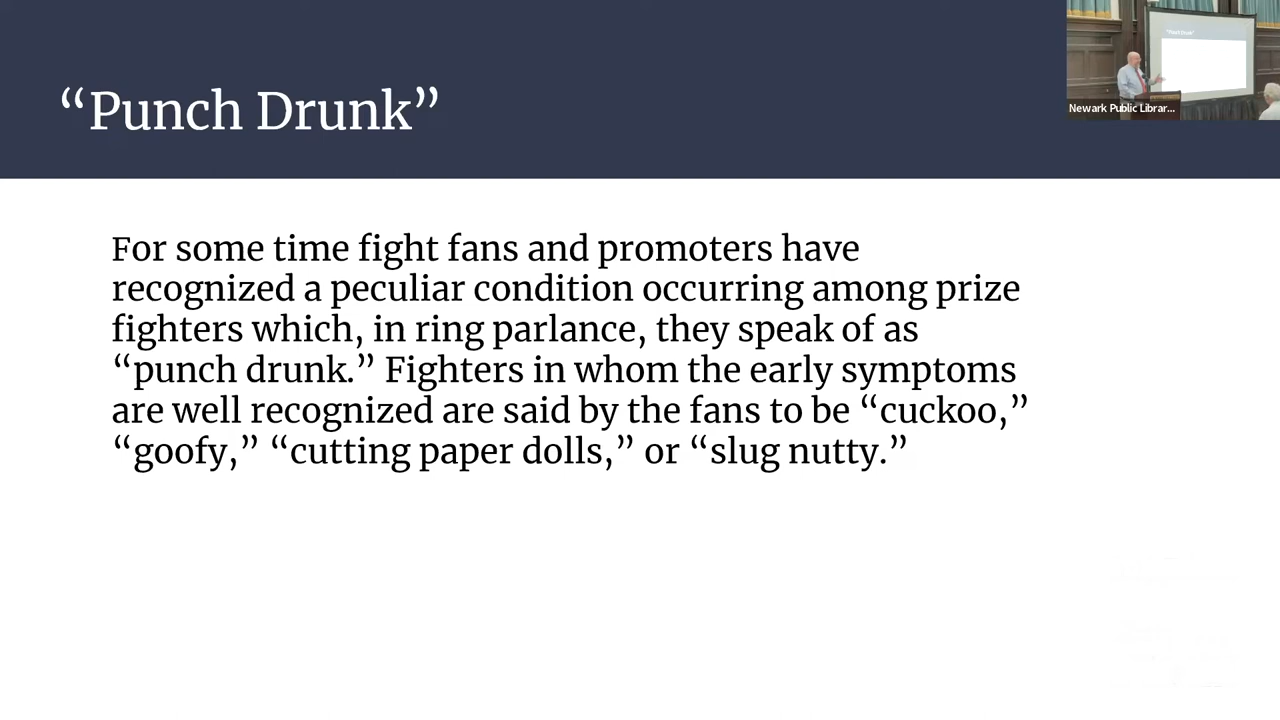 “Punch Drunk”
Newark Public Librar...
For some time fight fans and promoters have
recognized a peculiar condition occurring among prize
fighters which, in ring parlance, they speak of as
“punch drunk.” Fighters in whom the early symptoms
are well recognized are said by the fans to be “cuckoo,”
“goofy,” “cutting paper dolls,” or “slug nutty.”